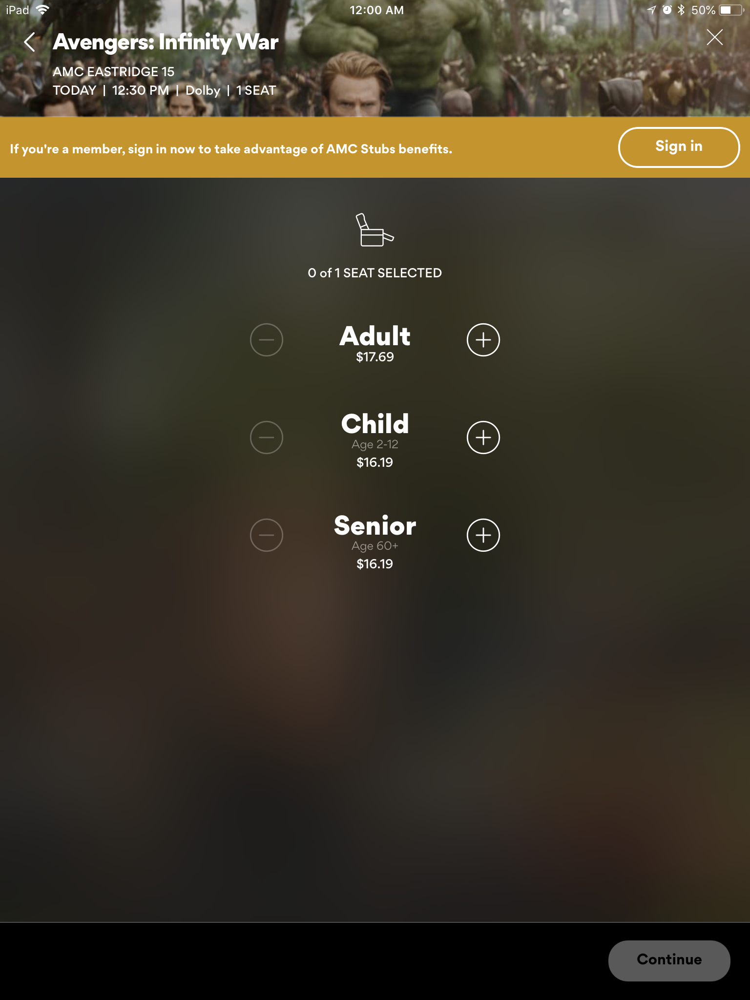 iPad 12:00 AM 50%
Avengers: Infinity War
AMC EASTRIDGE 15
TODAY | 12:30 PM | Dolby | 1 SEAT
If you're a member, sign in now to take advantage of AMC Stubs benefits.
Sign in
0 of 1 SEAT SELECTED
Adult
$17.69
Child
Age 2-12
$16.19
Senior
Age 60+
$16.19
Continue